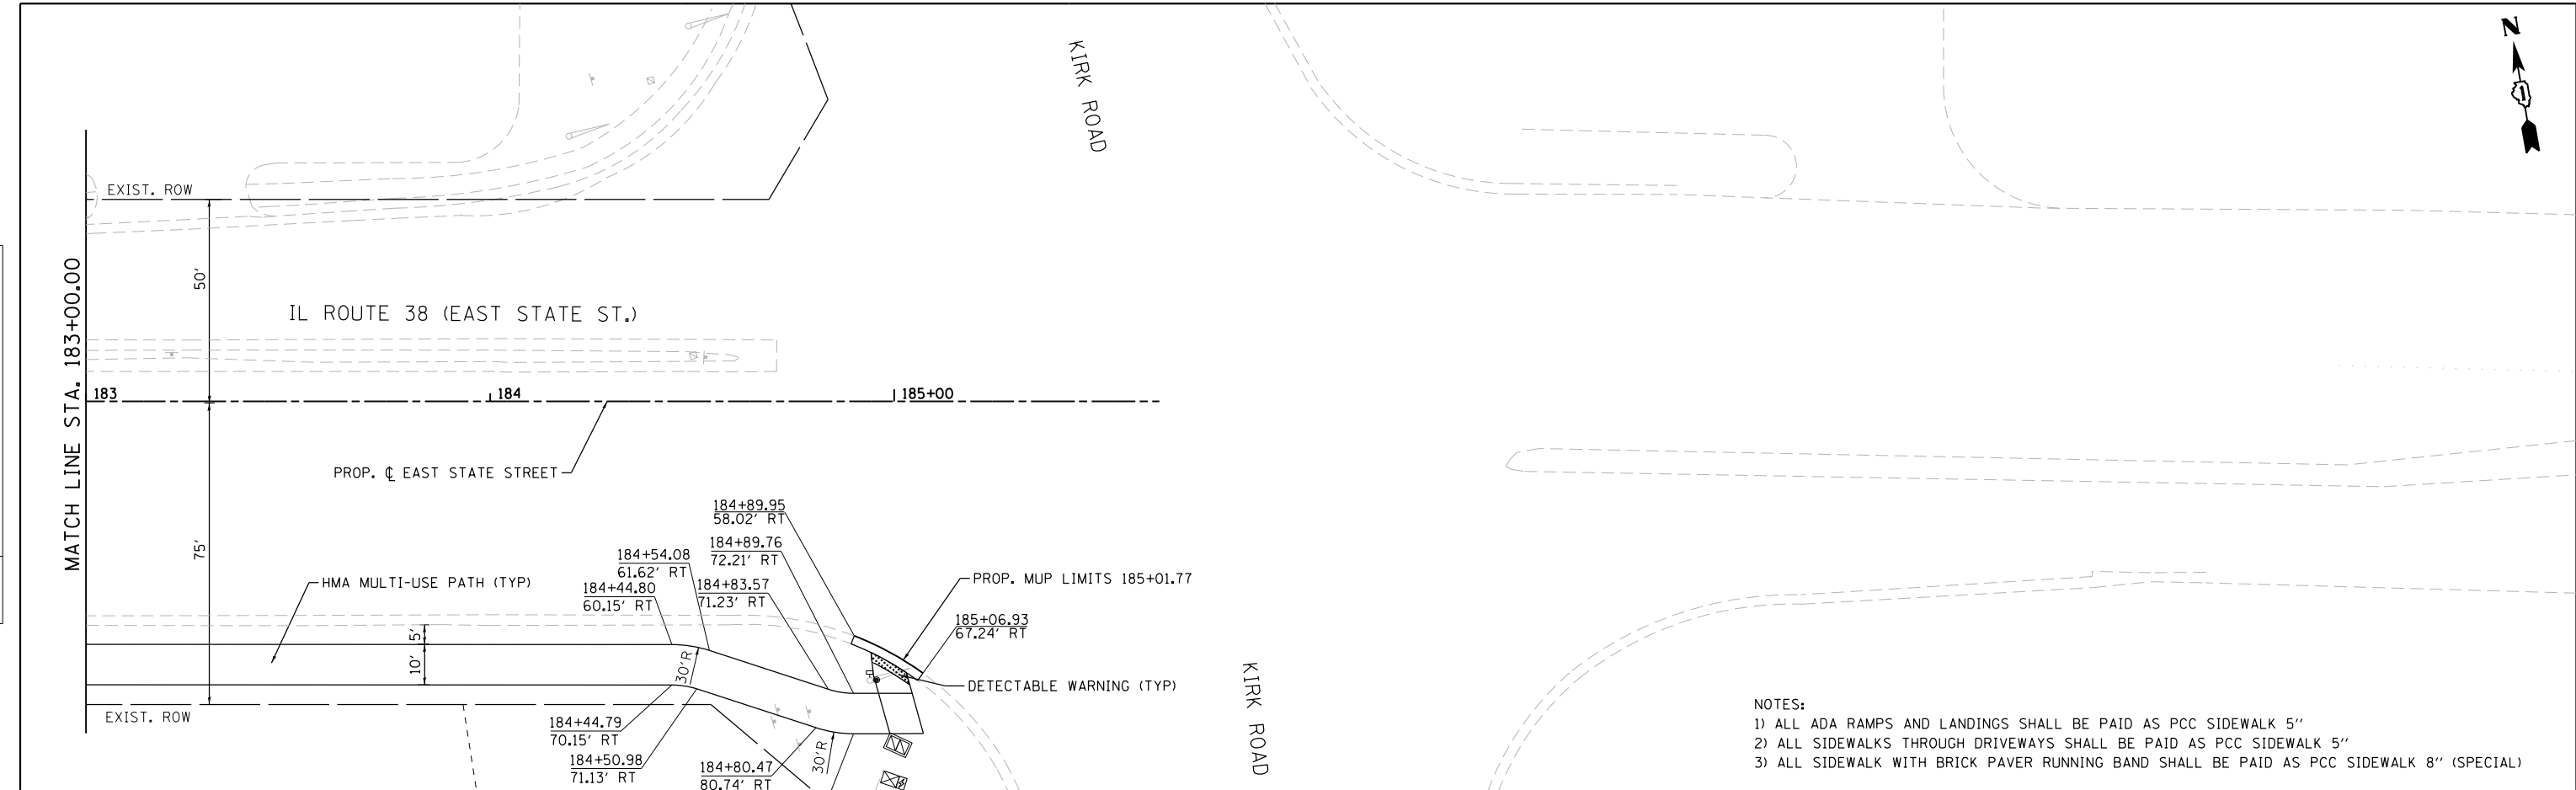 KIRK ROAD
N
1
EXIST. ROW
50'
MATCH LINE STA. 183+00.00
IL ROUTE 38 (EAST STATE ST.)
183
184
185+00
PROP. ℄ EAST STATE STREET
75'
184+89.95
58.02' RT
184+89.76
72.21' RT
184+54.08
61.62' RT
184+83.57
71.23' RT
184+44.80
60.15' RT
HMA MULTI-USE PATH (TYP)
PROP. MUP LIMITS 185+01.77
185+06.93
67.24' RT
5'
10'
30'R
DETECTABLE WARNING (TYP)
KIRK ROAD
EXIST. ROW
184+44.79
70.15' RT
184+50.98
71.13' RT
184+80.47
80.74' RT
30'R
NOTES:
1) ALL ADA RAMPS AND LANDINGS SHALL BE PAID AS PCC SIDEWALK 5''
2) ALL SIDEWALKS THROUGH DRIVEWAYS SHALL BE PAID AS PCC SIDEWALK 5''
3) ALL SIDEWALK WITH BRICK PAVER RUNNING BAND SHALL BE PAID AS PCC SIDEWALK 8'' (SPECIAL)